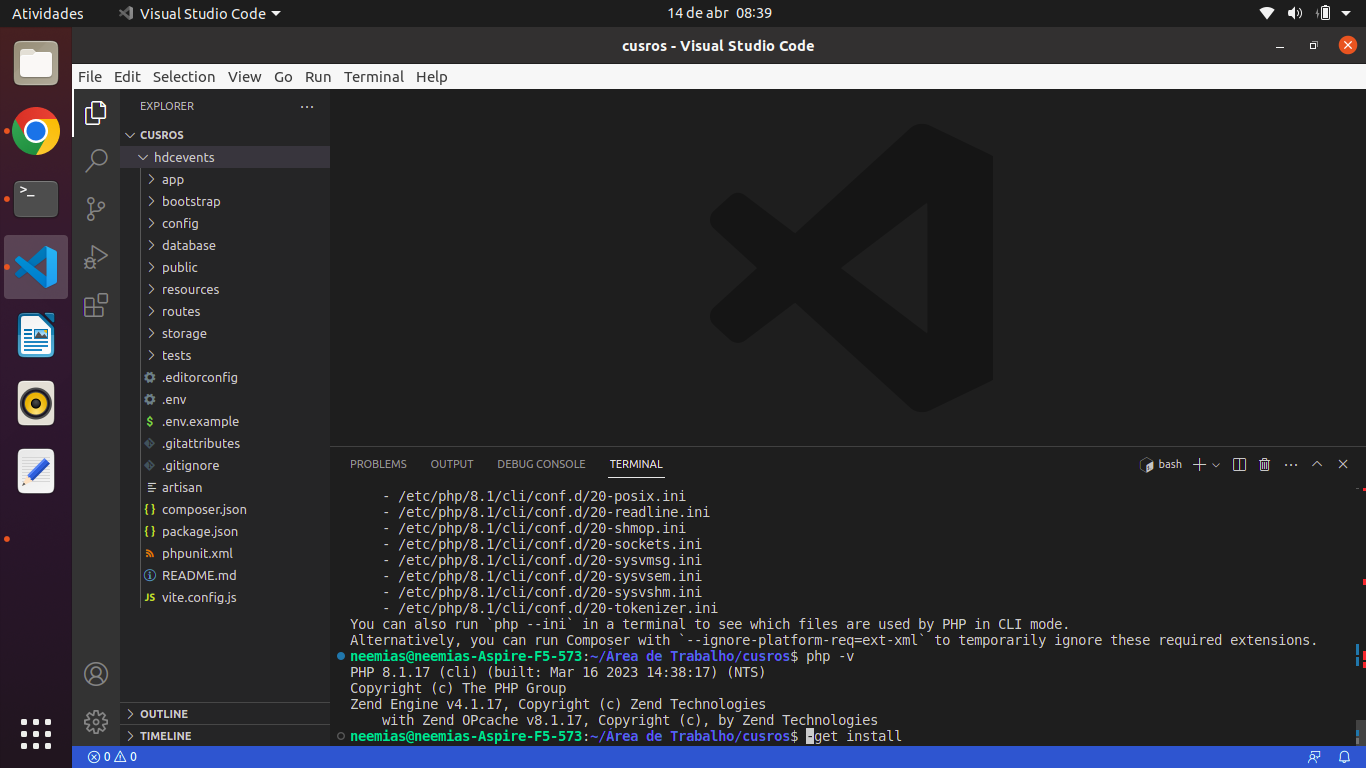 Atividades
Visual Studio Code
14 de abr 08:39
cusros - Visual Studio Code
File Edit Selection View Go Run Terminal Help
EXPLORER
CUSROS
hdcevents
app
bootstrap
config
database
public
resources
routes
storage
tests
.editorconfig
.env
$ .env.example
.gitattributes
.gitignore
artisan
{} composer.json
{} package.json
phpunit.xml
README.md
JS vite.config.js
OUTLINE
TIMELINE
PROBLEMS OUTPUT DEBUG CONSOLE TERMINAL
bash
- /etc/php/8.1/cli/conf.d/20-posix.ini
- /etc/php/8.1/cli/conf.d/20-readline.ini
- /etc/php/8.1/cli/conf.d/20-shmop.ini
- /etc/php/8.1/cli/conf.d/20-sockets.ini
- /etc/php/8.1/cli/conf.d/20-sysvmsg.ini
- /etc/php/8.1/cli/conf.d/20-sysvsem.ini
- /etc/php/8.1/cli/conf.d/20-sysvshm.ini
- /etc/php/8.1/cli/conf.d/20-tokenizer.ini
You can also run `php --ini` in a terminal to see which files are used by PHP in CLI mode.
Alternatively, you can run Composer with `--ignore-platform-req=ext-xml` to temporarily ignore these required extensions.
neemias@neemias-Aspire-F5-573:~/Área de Trabalho/cusros$ php -v
PHP 8.1.17 (cli) (built: Mar 16 2023 14:38:17) (NTS)
Copyright (c) The PHP Group
Zend Engine v4.1.17, Copyright (c) Zend Technologies
with Zend OPcache v8.1.17, Copyright (c), by Zend Technologies
neemias@neemias-Aspire-F5-573:~/Área de Trabalho/cusros$ -get install
0 0